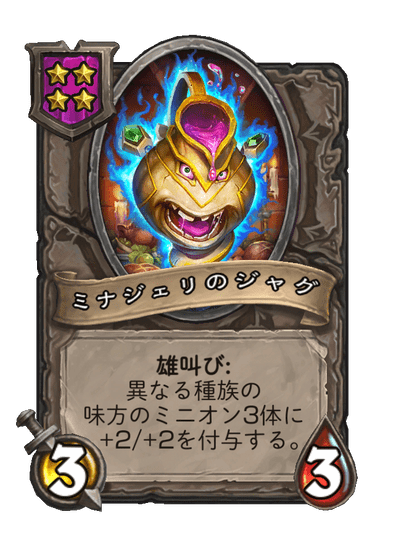 ミナジェリのジャグ
雄叫び:
異なる種族の
味方のミニオン3体に
+2/+2を付与する。
3
3